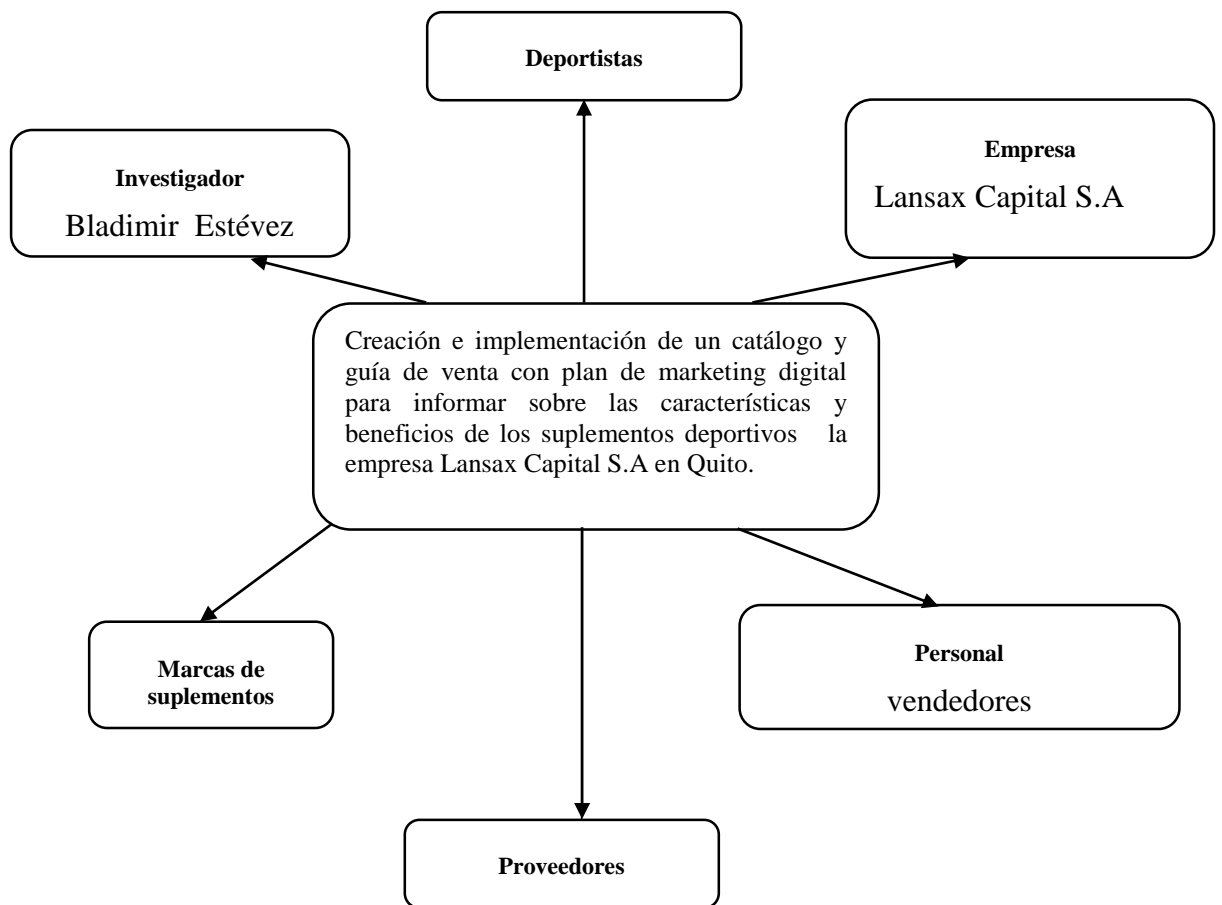 Deportistas
Empresa
Lansax Capital S.A
Investigador
Bladimir Estévez
Creación e implementación de un catálogo y
guía de venta con plan de marketing digital
para informar sobre las características y
beneficios de los suplementos deportivos la
empresa Lansax Capital S.A en Quito.
Marcas de
suplementos
Personal
vendedores
Proveedores